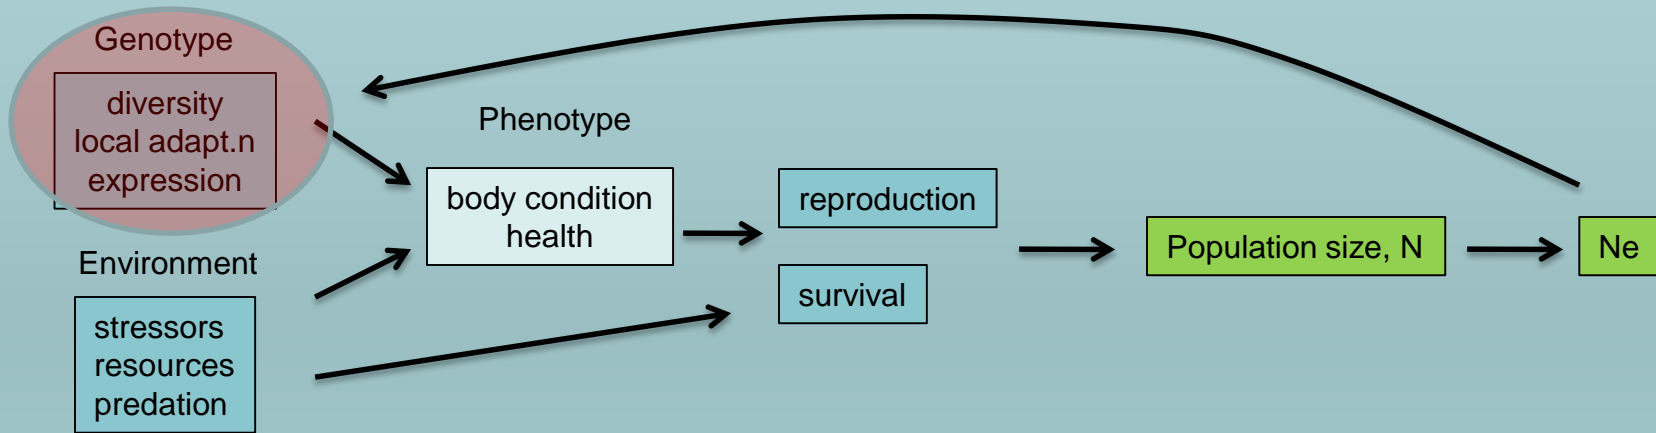 Genotype
diversity
local adapt.n
expression
Environment
stressors
resources
predation
Phenotype
body condition
health
reproduction
survival
Population size, N
Ne